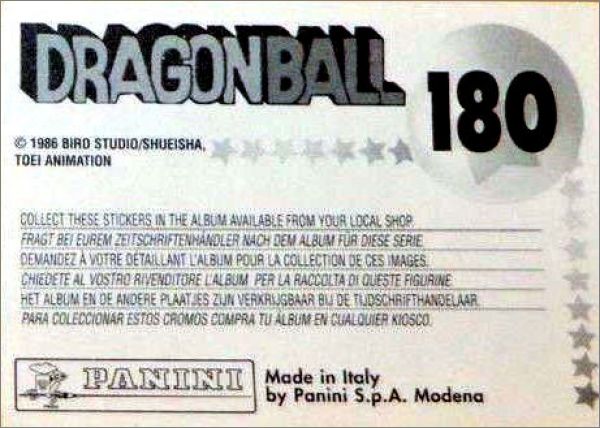 DRAGONBALL
180
© 1986 BIRD STUDIO/SHUEISHA,
TOEI ANIMATION
COLLECT THESE STICKERS IN THE ALBUM AVAILABLE FROM YOUR LOCAL SHOP.
FRAGT BEI EUREM ZEITSCHRIFTENHÄNDLER NACH DEM ALBUM FÜR DIESE SERIE.
DEMANDEZ À VOTRE DÉTAILLANT L'ALBUM POUR LA COLLECTION DE CES IMAGES.
CHIEDETE AL VOSTRO RIVENDITORE L'ALBUM PER LA RACCOLTA DI QUESTE FIGURINE.
HET ALBUM EN DE ANDERE PLAATJES ZIJN VERKRIJGBAAR BIJ DE TIJDSCHRIFTHANDELAAR.
PARA COLECCIONAR ESTOS CROMOS COMPRA TU ÁLBUM EN CUALQUIER KIOSCO.
PANINI
Made in Italy
by Panini S.p.A. Modena